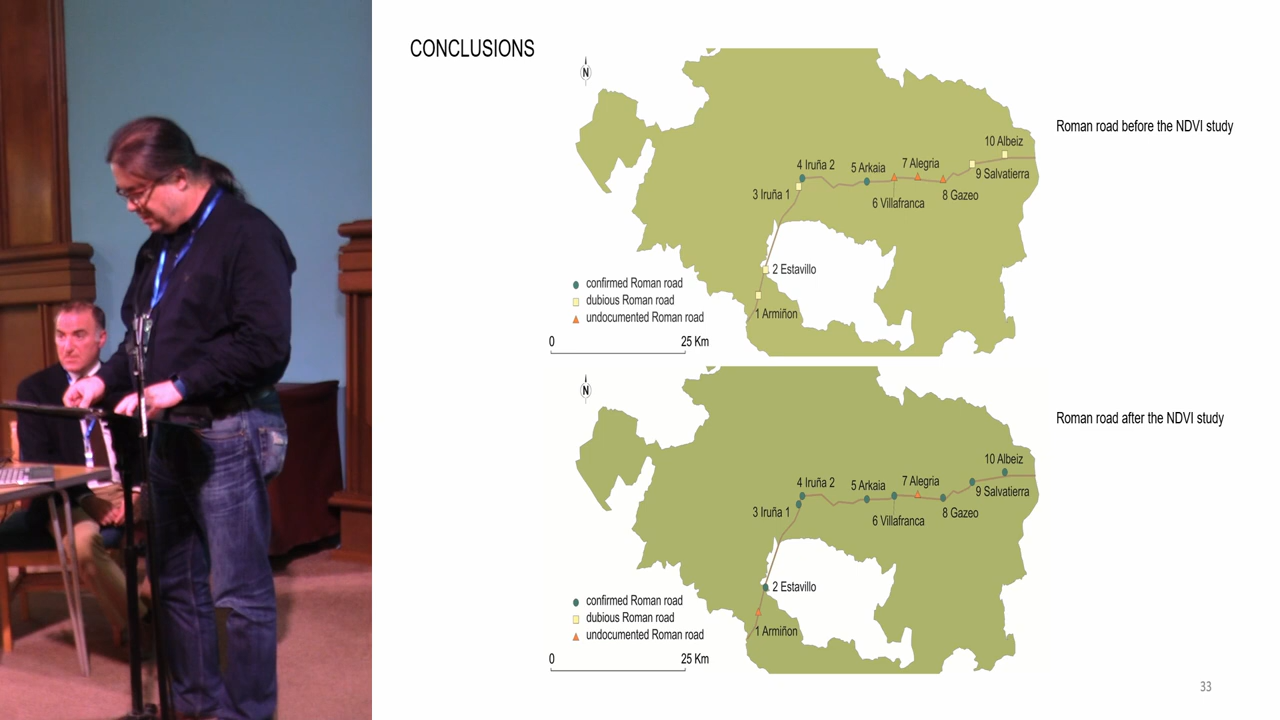 CONCLUSIONS
N
Roman road before the NDVI study
10 Albeiz
4 Iruña 2
5 Arkaia
7 Alegria
9 Salvatierra
3 Iruña 1
6 Villafranca
8 Gazeo
2 Estavillo
confirmed Roman road
dubious Roman road
undocumented Roman road
1 Armiñon
0
25 Km
N
Roman road after the NDVI study
10 Albeiz
4 Iruña 2
5 Arkaia
7 Alegria
9 Salvatierra
3 Iruña 1
6 Villafranca
8 Gazeo
2 Estavillo
confirmed Roman road
dubious Roman road
undocumented Roman road
1 Armiñon
0
25 Km
33